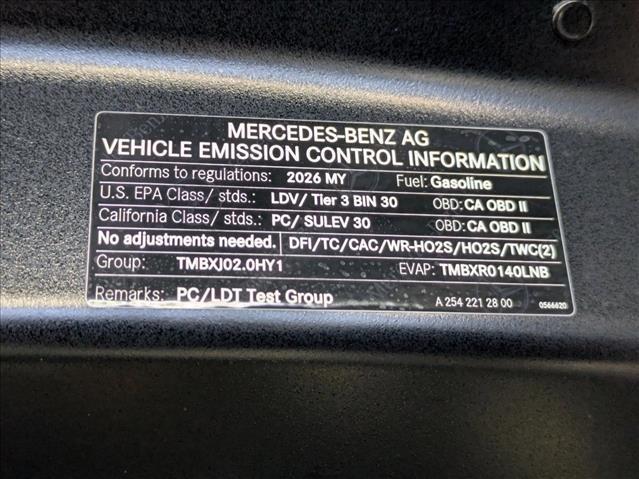 MERCEDES-BENZ AG
VEHICLE EMISSION CONTROL INFORMATION
Conforms to regulations: 2026 MY Fuel: Gasoline
U.S. EPA Class/ stds.: LDV/ Tier 3 BIN 30 OBD: CA OBD II
California Class/ stds.: PC/ SULEV 30 OBD: CA OBD II
No adjustments needed. DFI/TC/CAC/WR-HO2S/HO2S/TWC(2)
Group: TMBXJ02.0HY1 EVAP: TMBXR0140LNB
Remarks: PC/LDT Test Group A 254 221 28 00 0566620